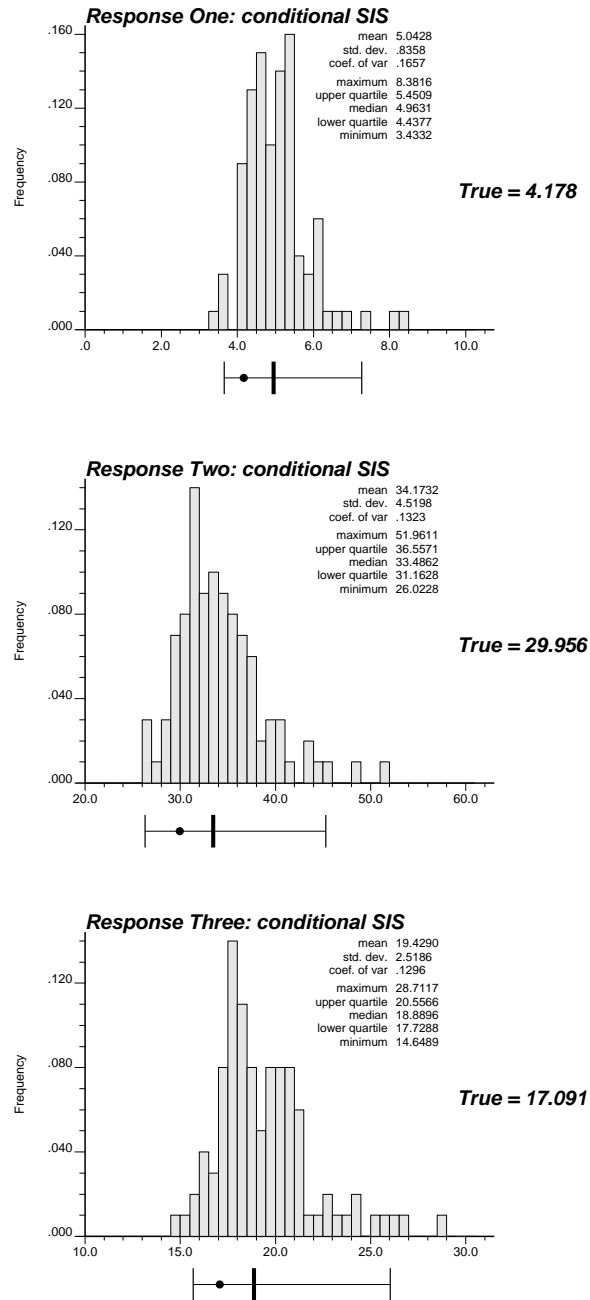 Response One: conditional SIS
mean 5.0428
std. dev. .8358
coef. of var .1657
maximum 8.3816
upper quartile 5.4509
median 4.9631
lower quartile 4.4377
minimum 3.4332
True = 4.178
Frequency
.160
.120
.080
.040
.000
.0 2.0 4.0 6.0 8.0 10.0
Response Two: conditional SIS
mean 34.1732
std. dev. 4.5198
coef. of var .1323
maximum 51.9611
upper quartile 36.5571
median 33.4862
lower quartile 31.1628
minimum 26.0228
True = 29.956
Frequency
.120
.080
.040
.000
20.0 30.0 40.0 50.0 60.0
Response Three: conditional SIS
mean 19.4290
std. dev. 2.5186
coef. of var .1296
maximum 28.7117
upper quartile 20.5566
median 18.8896
lower quartile 17.7288
minimum 14.6489
True = 17.091
Frequency
.120
.080
.040
.000
10.0 15.0 20.0 25.0 30.0